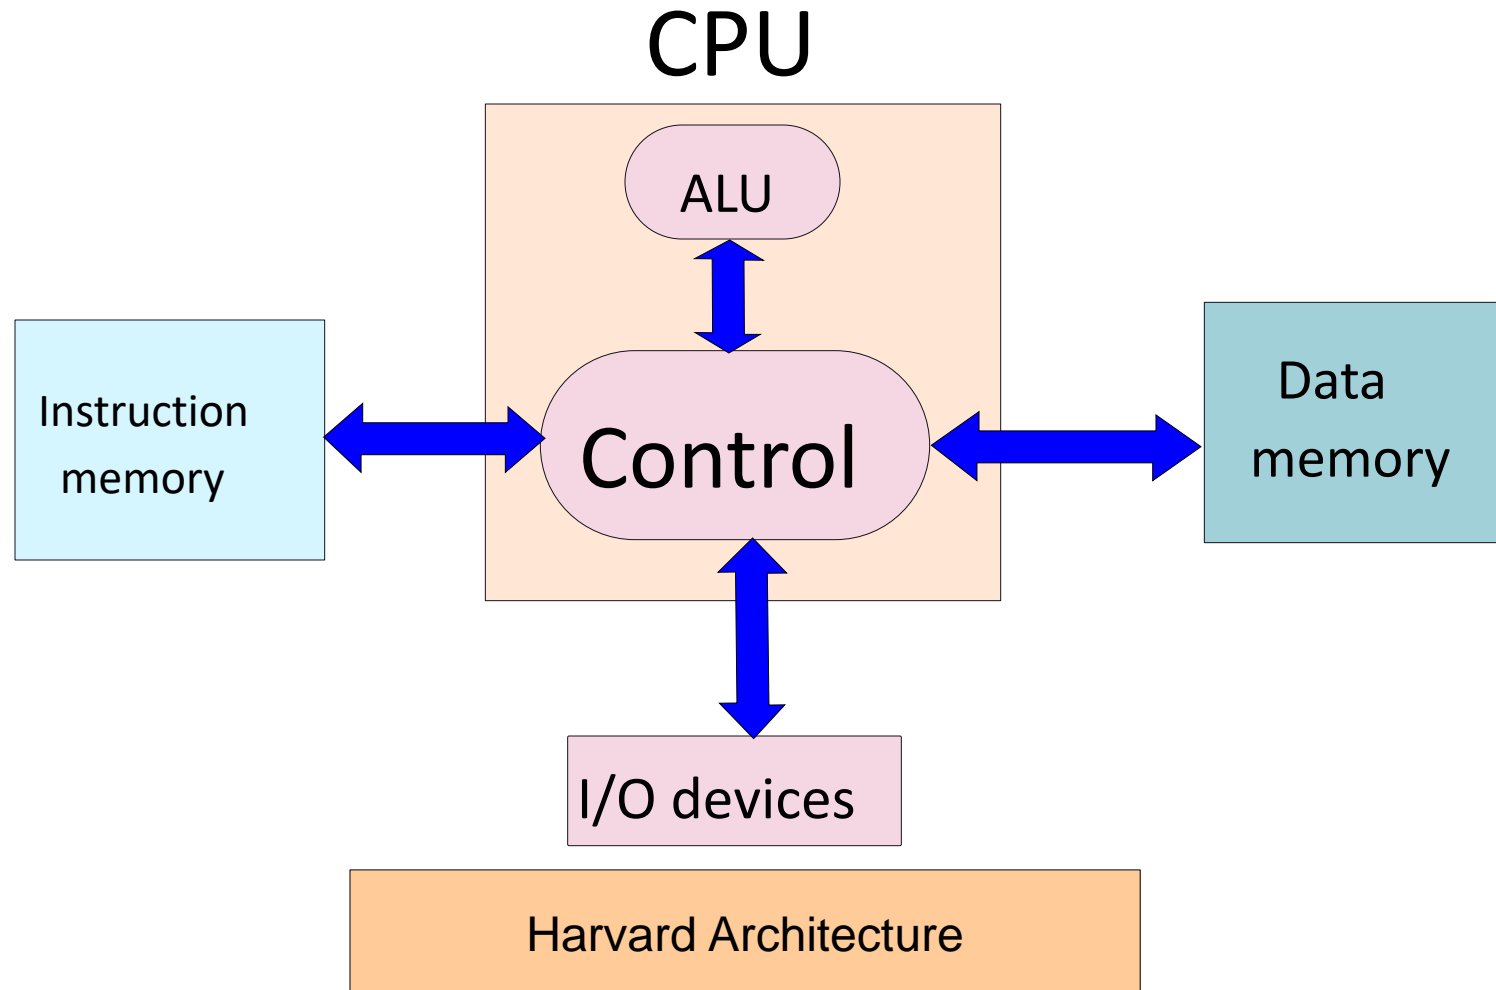 CPU
ALU
Instruction
memory
Control
Data
memory
I/O devices
Harvard Architecture